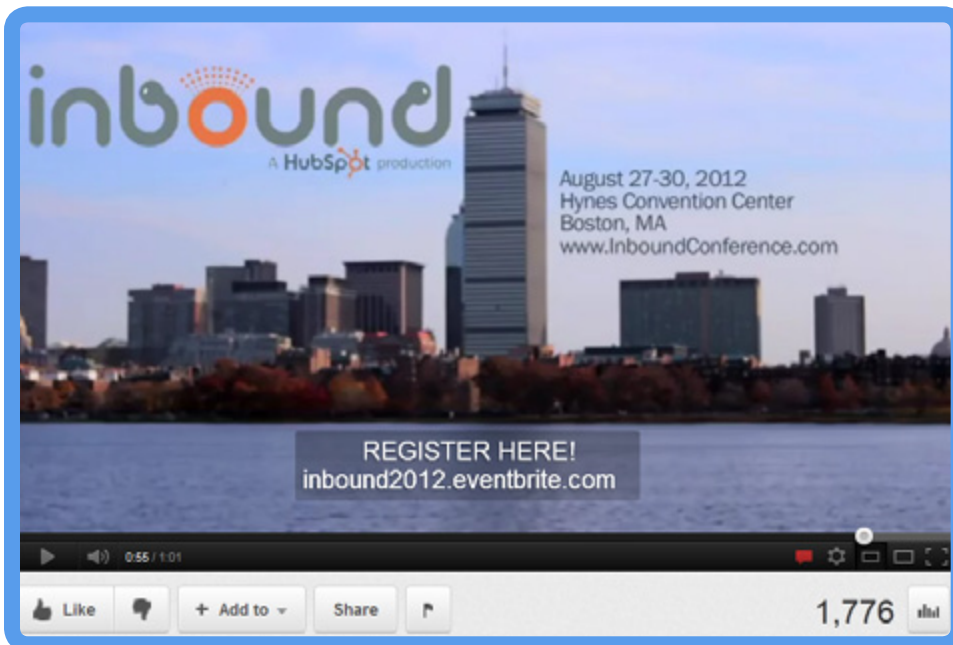 inbound
A HubSpot production
August 27-30, 2012
Hynes Convention Center
Boston, MA
www.InboundConference.com
REGISTER HERE!
inbound2012.eventbrite.com
0:55 / 1:01
Like
+ Add to
Share
1,776